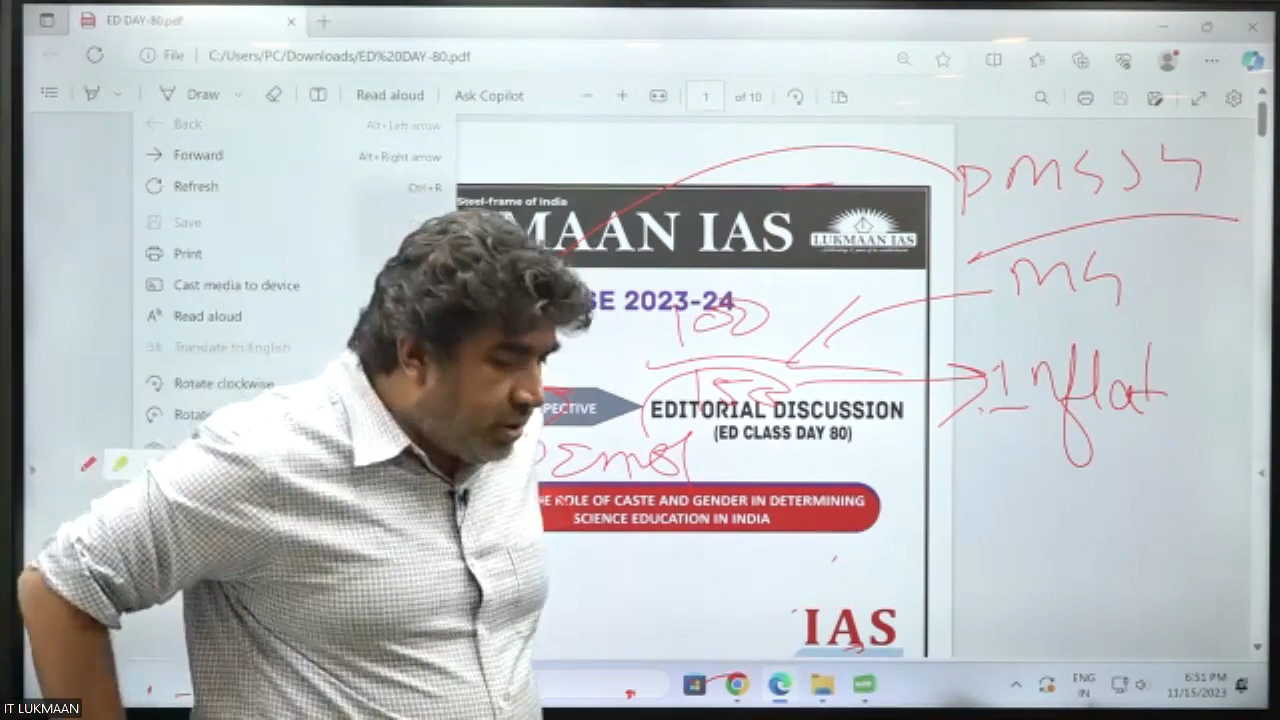 ED DAY-80.pdf
File C:/Users/PC/Downloads/ED%20DAY-80.pdf
Draw Read aloud Ask Copilot 1 of 10
Back Alt+Left arrow
Forward Alt+Right arrow
Refresh Ctrl+R
Save
Print
Cast media to device
Read aloud
Translate to English
Rotate clockwise
Steel-frame of India
MAAN IAS
LUKMAAN IAS
SE 2023-24
100
150
Inflat
PECTIVE
EDITORIAL DISCUSSION
(ED CLASS DAY 80)
HE ROLE OF CASTE AND GENDER IN DETERMINING
SCIENCE EDUCATION IN INDIA
IAS
ENG
IN
6:51 PM
11/15/2023
IT LUKMAAN